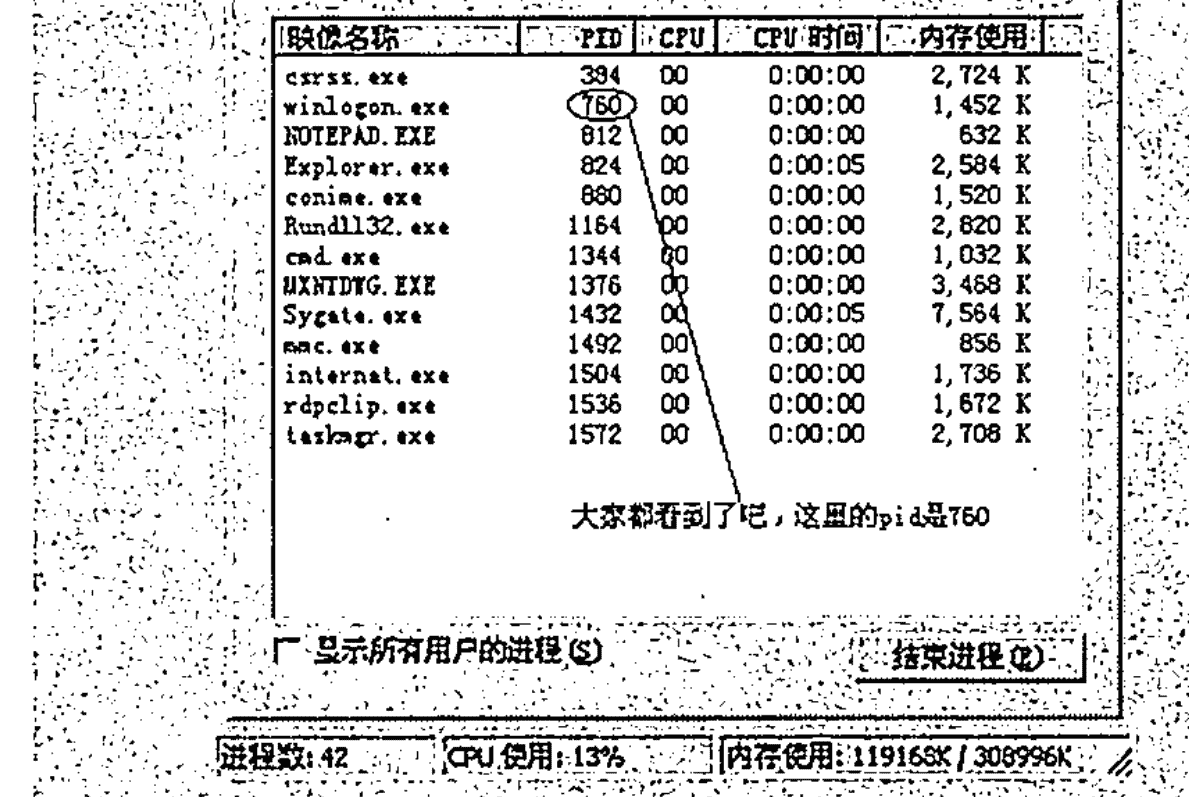 映像名称 PID CPU CPU 时间 内存使用
csrss.exe 384 00 0:00:00 2,724 K
winlogon.exe 760 00 0:00:00 1,452 K
NOTEPAD.EXE 812 00 0:00:00 632 K
Explorer.exe 824 00 0:00:05 2,584 K
conime.exe 880 00 0:00:00 1,520 K
Rundll32.exe 1164 00 0:00:00 2,820 K
cmd.exe 1344 00 0:00:00 1,032 K
1376 00 0:00:00 3,468 K
Sygate.exe 1432 00 0:00:05 7,564 K
mmc.exe 1492 00 0:00:00 856 K
internat.exe 1504 00 0:00:00 1,736 K
rdpclip.exe 1536 00 0:00:00 1,672 K
taskmgr.exe 1572 00 0:00:00 2,708 K
大家都看到了吧,这里的pid是760
显示所有用户的进程(S)
结束进程(E)
进程数: 42 CPU 使用: 13% 内存使用: 119168K / 308996K